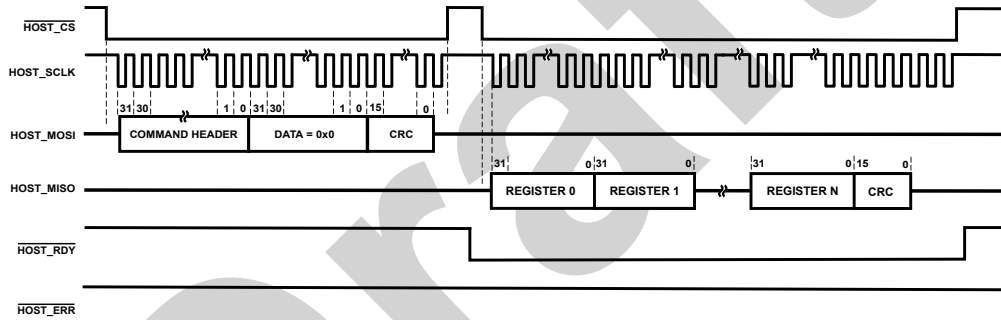 HOST_CS
HOST_SCLK
31 30 1 0 31 30 1 0 15 0
HOST_MOSI COMMAND HEADER DATA = 0x0 CRC
31 0 31 0 31 0 15 0
HOST_MISO REGISTER 0 REGISTER 1 REGISTER N CRC
HOST_RDY
HOST_ERR